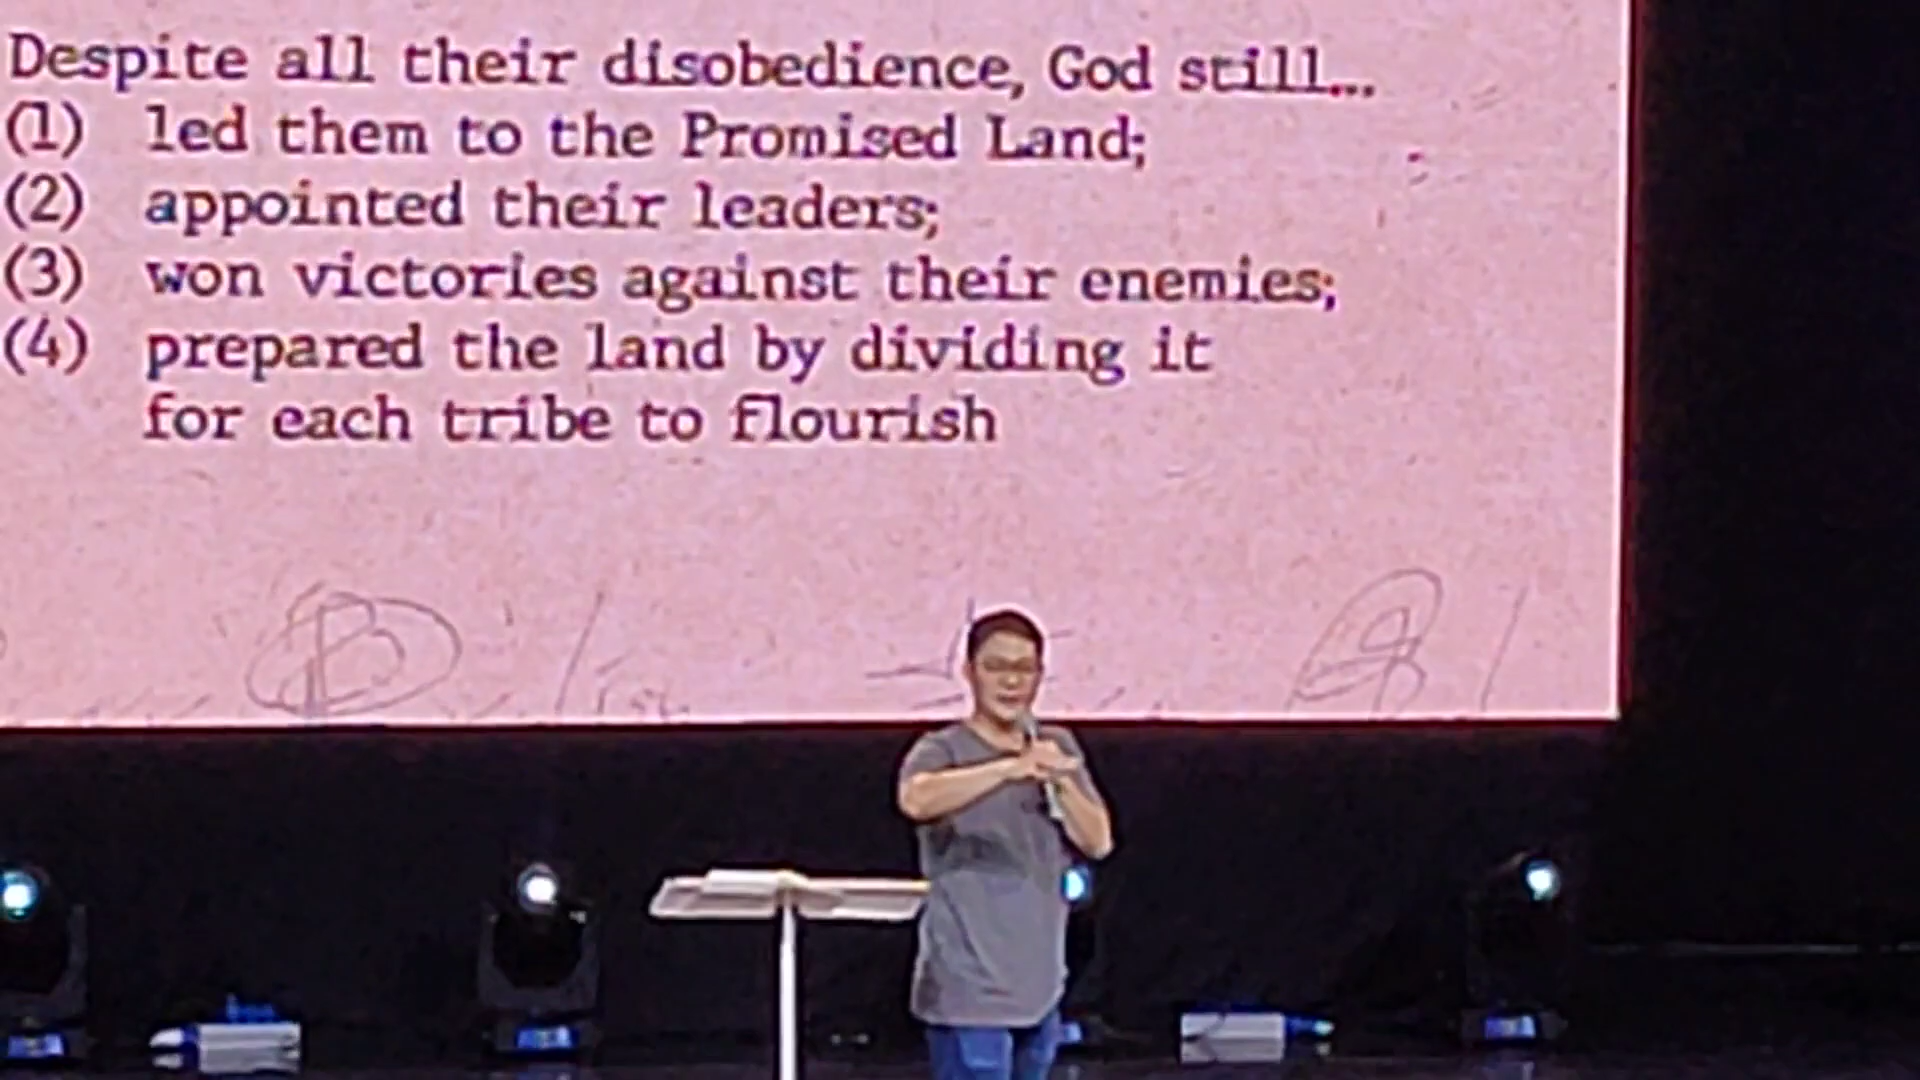 Despite all their disobedience, God still...
(1) led them to the Promised Land;
(2) appointed their leaders;
(3) won victories against their enemies;
(4) prepared the land by dividing it
for each tribe to flourish